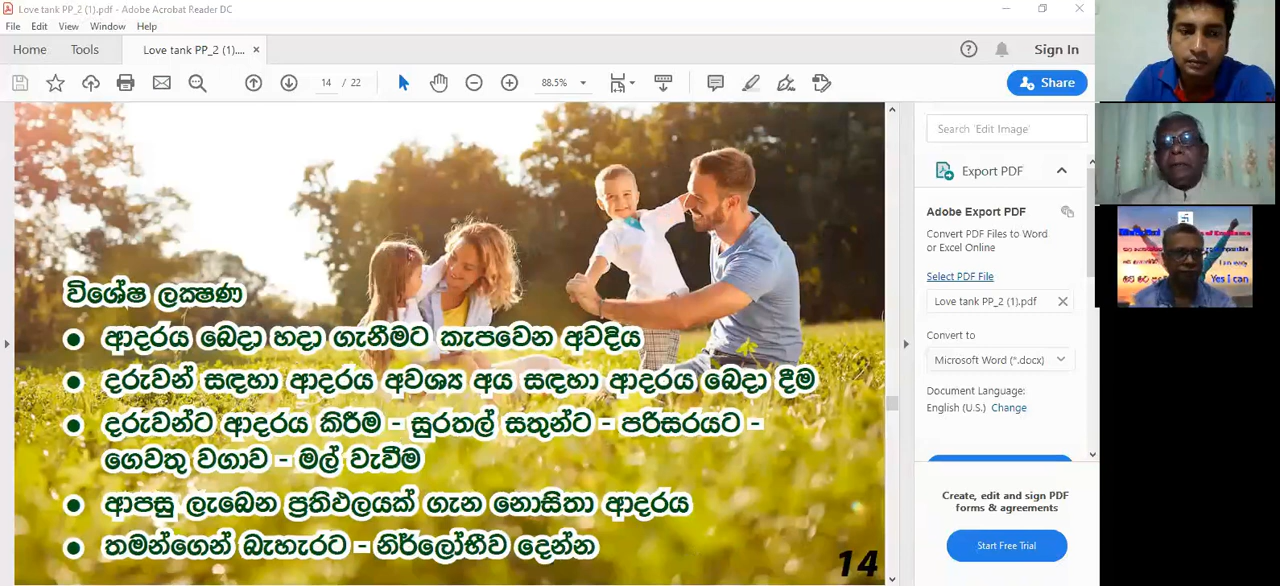 Love tank PP_2 (1).pdf - Adobe Acrobat Reader DC
File Edit View Window Help
Home Tools Love tank PP_2 (1).... × Sign In
14 / 22 88.5% Share
Search 'Edit Image'
Export PDF
Adobe Export PDF
Convert PDF Files to Word
or Excel Online
Select PDF File
Love tank PP_2 (1).pdf
Convert to
Microsoft Word (*.docx)
Document Language:
English (U.S.) Change
Create, edit and sign PDF
forms & agreements
Start Free Trial
විශේෂ ලක්ෂණ
● ආදරය බෙදා හදා ගැනීමට කැපවෙන අවදිය
● දරුවන් සඳහා ආදරය අවශ්‍ය අය සඳහා ආදරය බෙදා දීම
● දරුවන්ට ආදරය කිරීම - සුරතල් සතුන්ට - පරිසරයට -
ගෙවතු වගාව - මල් වැවීම
● ආපසු ලැබෙන ප්‍රතිඵලයක් ගැන නොසිතා ආදරය
● තමන්ගෙන් බැහැරට - නිර්ලෝභීව දෙන්න
14
Yes i can